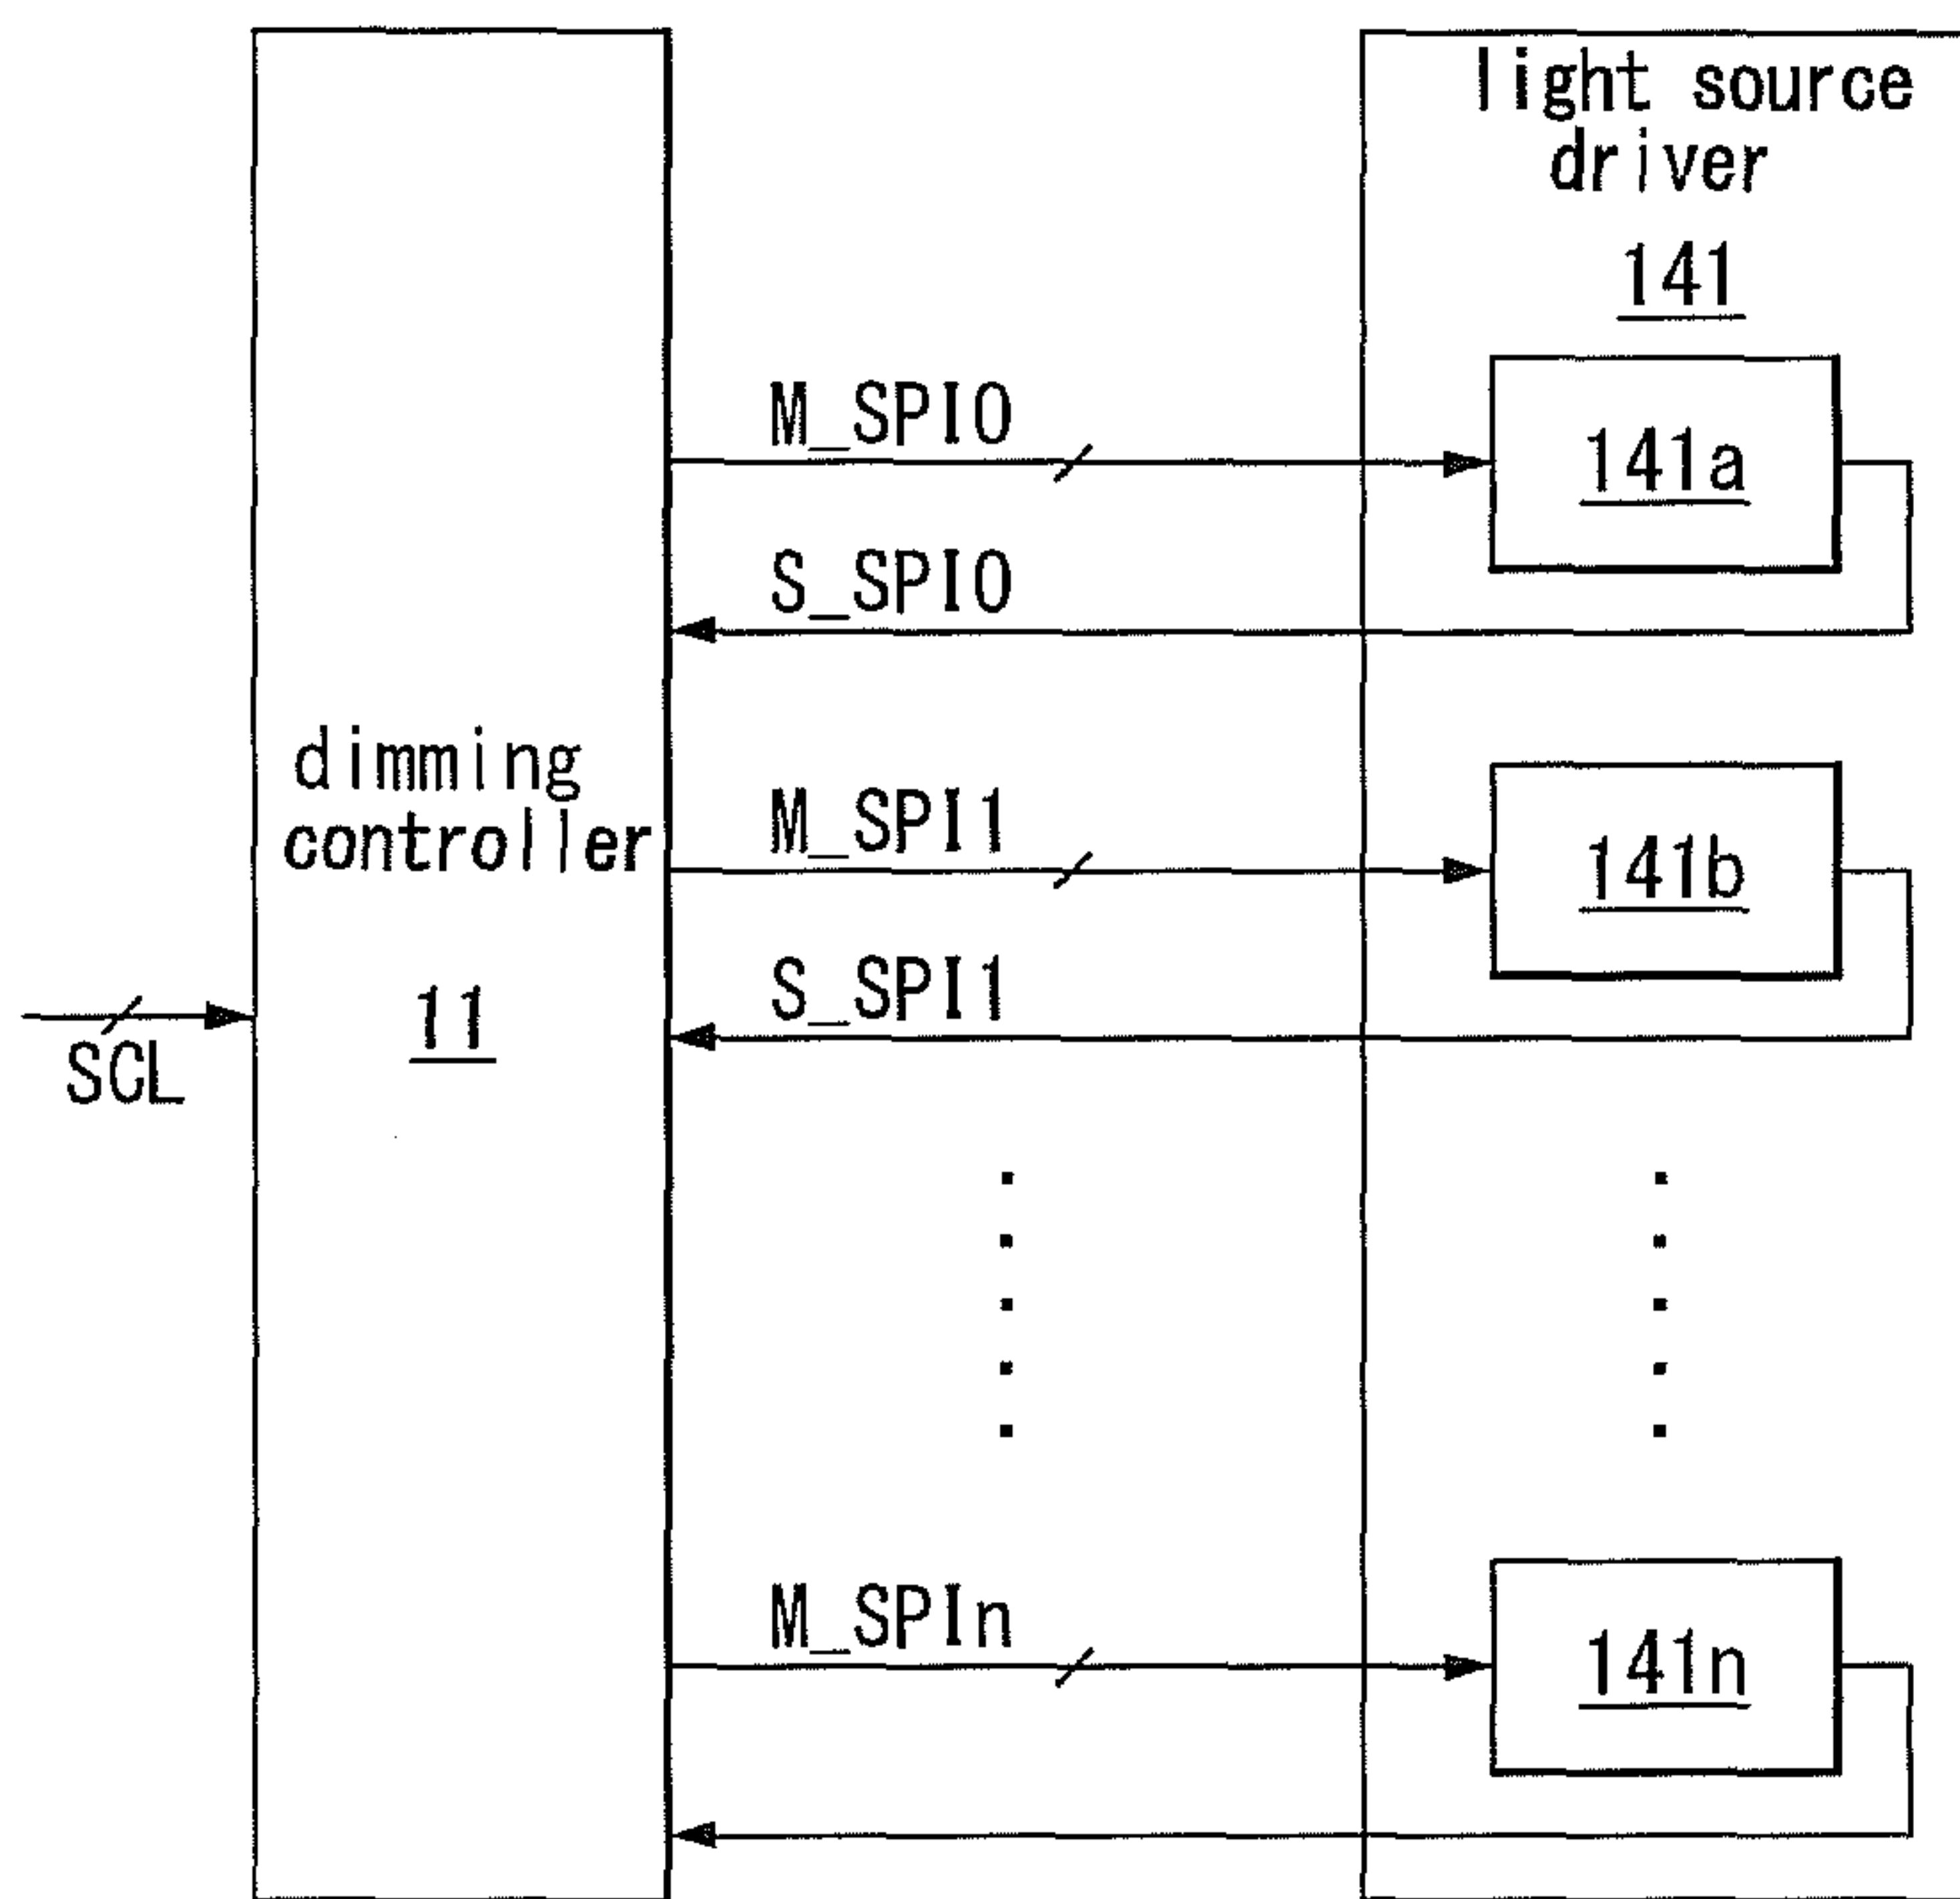 light source
driver
141
M_SPI0
141a
S_SPI0
dimming
controller
11
M_SPI1
141b
S_SPI1
SCL
M_SPIn
141n